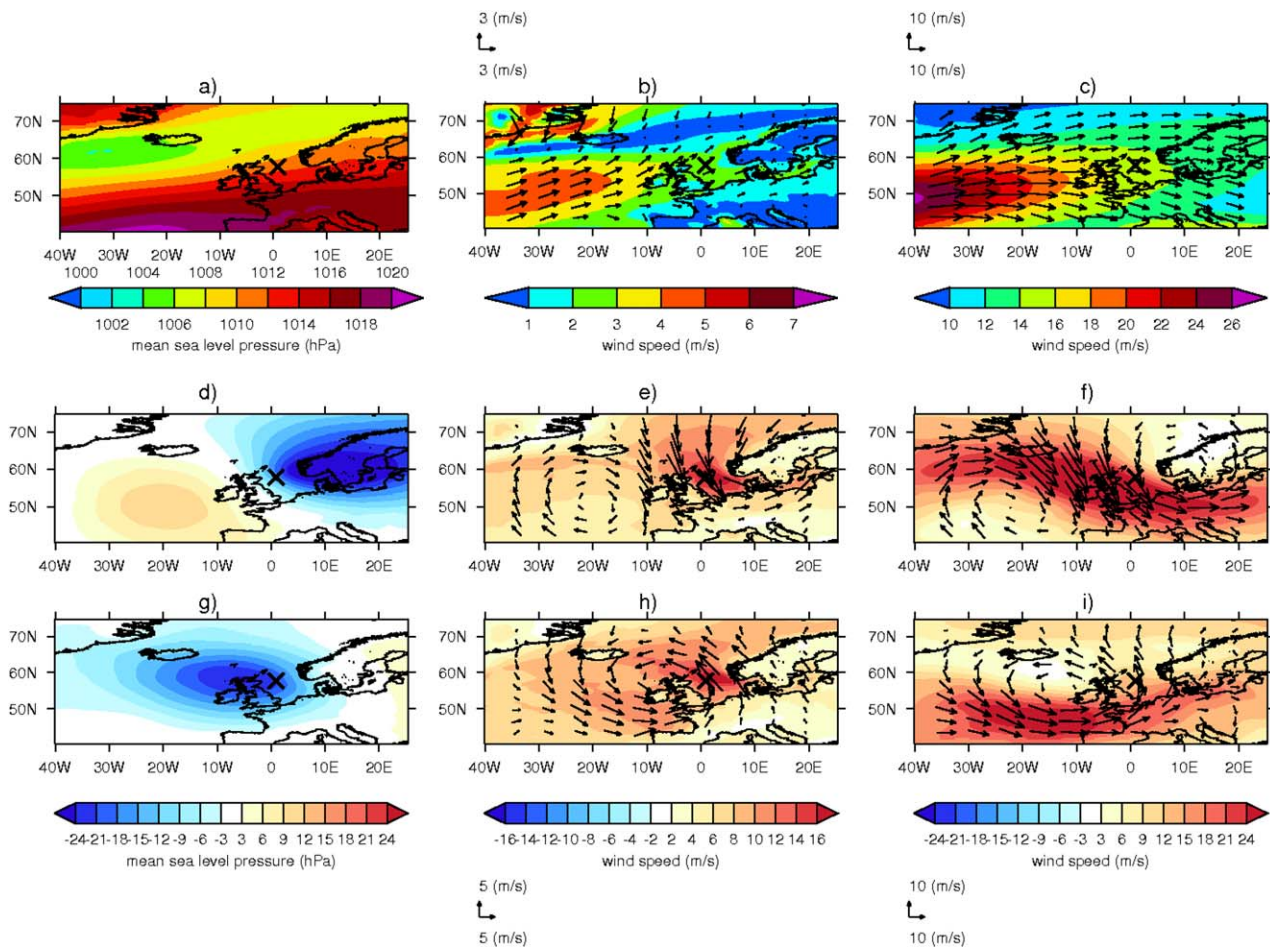 3 (m/s)
3 (m/s)
10 (m/s)
10 (m/s)
a)
70N
60N
50N
40W 30W 20W 10W 0 10E 20E
1000 1004 1008 1012 1016 1020
1002 1006 1010 1014 1018
mean sea level pressure (hPa)
b)
70N
60N
50N
40W 30W 20W 10W 0 10E 20E
1 2 3 4 5 6 7
wind speed (m/s)
c)
70N
60N
50N
40W 30W 20W 10W 0 10E 20E
10 12 14 16 18 20 22 24 26
wind speed (m/s)
d)
70N
60N
50N
40W 30W 20W 10W 0 10E 20E
e)
70N
60N
50N
40W 30W 20W 10W 0 10E 20E
f)
70N
60N
50N
40W 30W 20W 10W 0 10E 20E
g)
70N
60N
50N
40W 30W 20W 10W 0 10E 20E
-24-21-18-15-12-9 -6 -3 3 6 9 12 15 18 21 24
mean sea level pressure (hPa)
h)
70N
60N
50N
40W 30W 20W 10W 0 10E 20E
-16-14-12-10-8 -6 -4 -2 2 4 6 8 10 12 14 16
wind speed (m/s)
i)
70N
60N
50N
40W 30W 20W 10W 0 10E 20E
-24-21-18-15-12-9 -6 -3 3 6 9 12 15 18 21 24
wind speed (m/s)
5 (m/s)
5 (m/s)
10 (m/s)
10 (m/s)